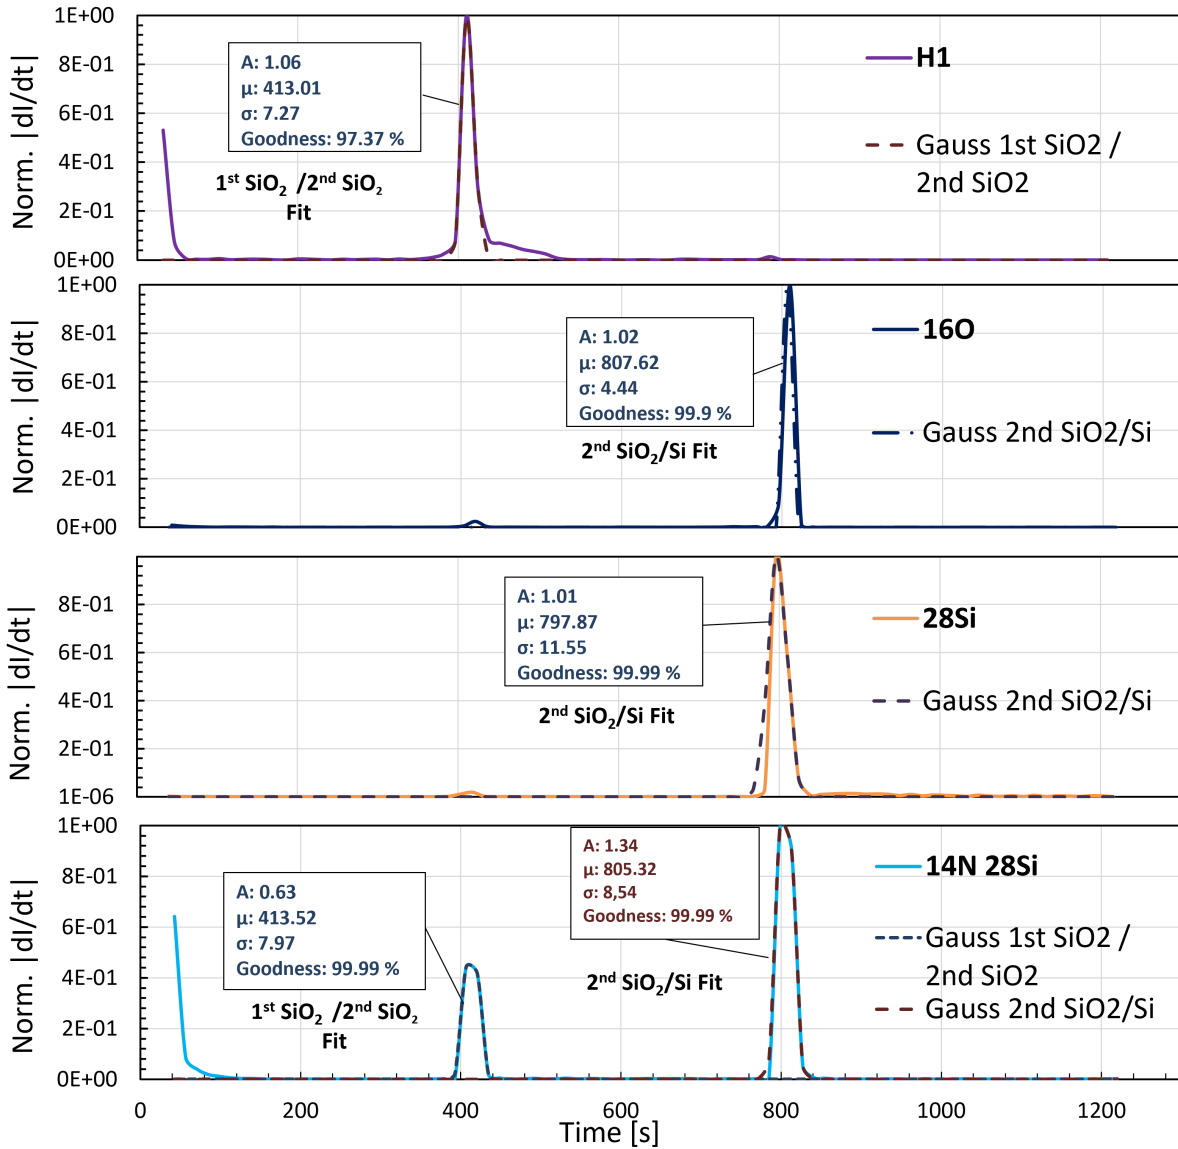 Norm. |dI/dt|
1E+00
8E-01
6E-01
4E-01
2E-01
0E+00
A: 1.06
μ: 413.01
σ: 7.27
Goodness: 97.37 %
1st SiO2 /2nd SiO2
Fit
H1
Gauss 1st SiO2 /
2nd SiO2
Norm. |dI/dt|
1E+00
8E-01
6E-01
4E-01
2E-01
0E+00
A: 1.02
μ: 807.62
σ: 4.44
Goodness: 99.9 %
2nd SiO2/Si Fit
16O
Gauss 2nd SiO2/Si
Norm. |dI/dt|
8E-01
6E-01
4E-01
2E-01
1E-06
A: 1.01
μ: 797.87
σ: 11.55
Goodness: 99.99 %
2nd SiO2/Si Fit
28Si
Gauss 2nd SiO2/Si
Norm. |dI/dt|
1E+00
8E-01
6E-01
4E-01
2E-01
0E+00
A: 0.63
μ: 413.52
σ: 7.97
Goodness: 99.99 %
1st SiO2 /2nd SiO2
Fit
A: 1.34
μ: 805.32
σ: 8,54
Goodness: 99.99 %
2nd SiO2/Si Fit
14N 28Si
Gauss 1st SiO2 /
2nd SiO2
Gauss 2nd SiO2/Si
0 200 400 600 800 1000 1200
Time [s]